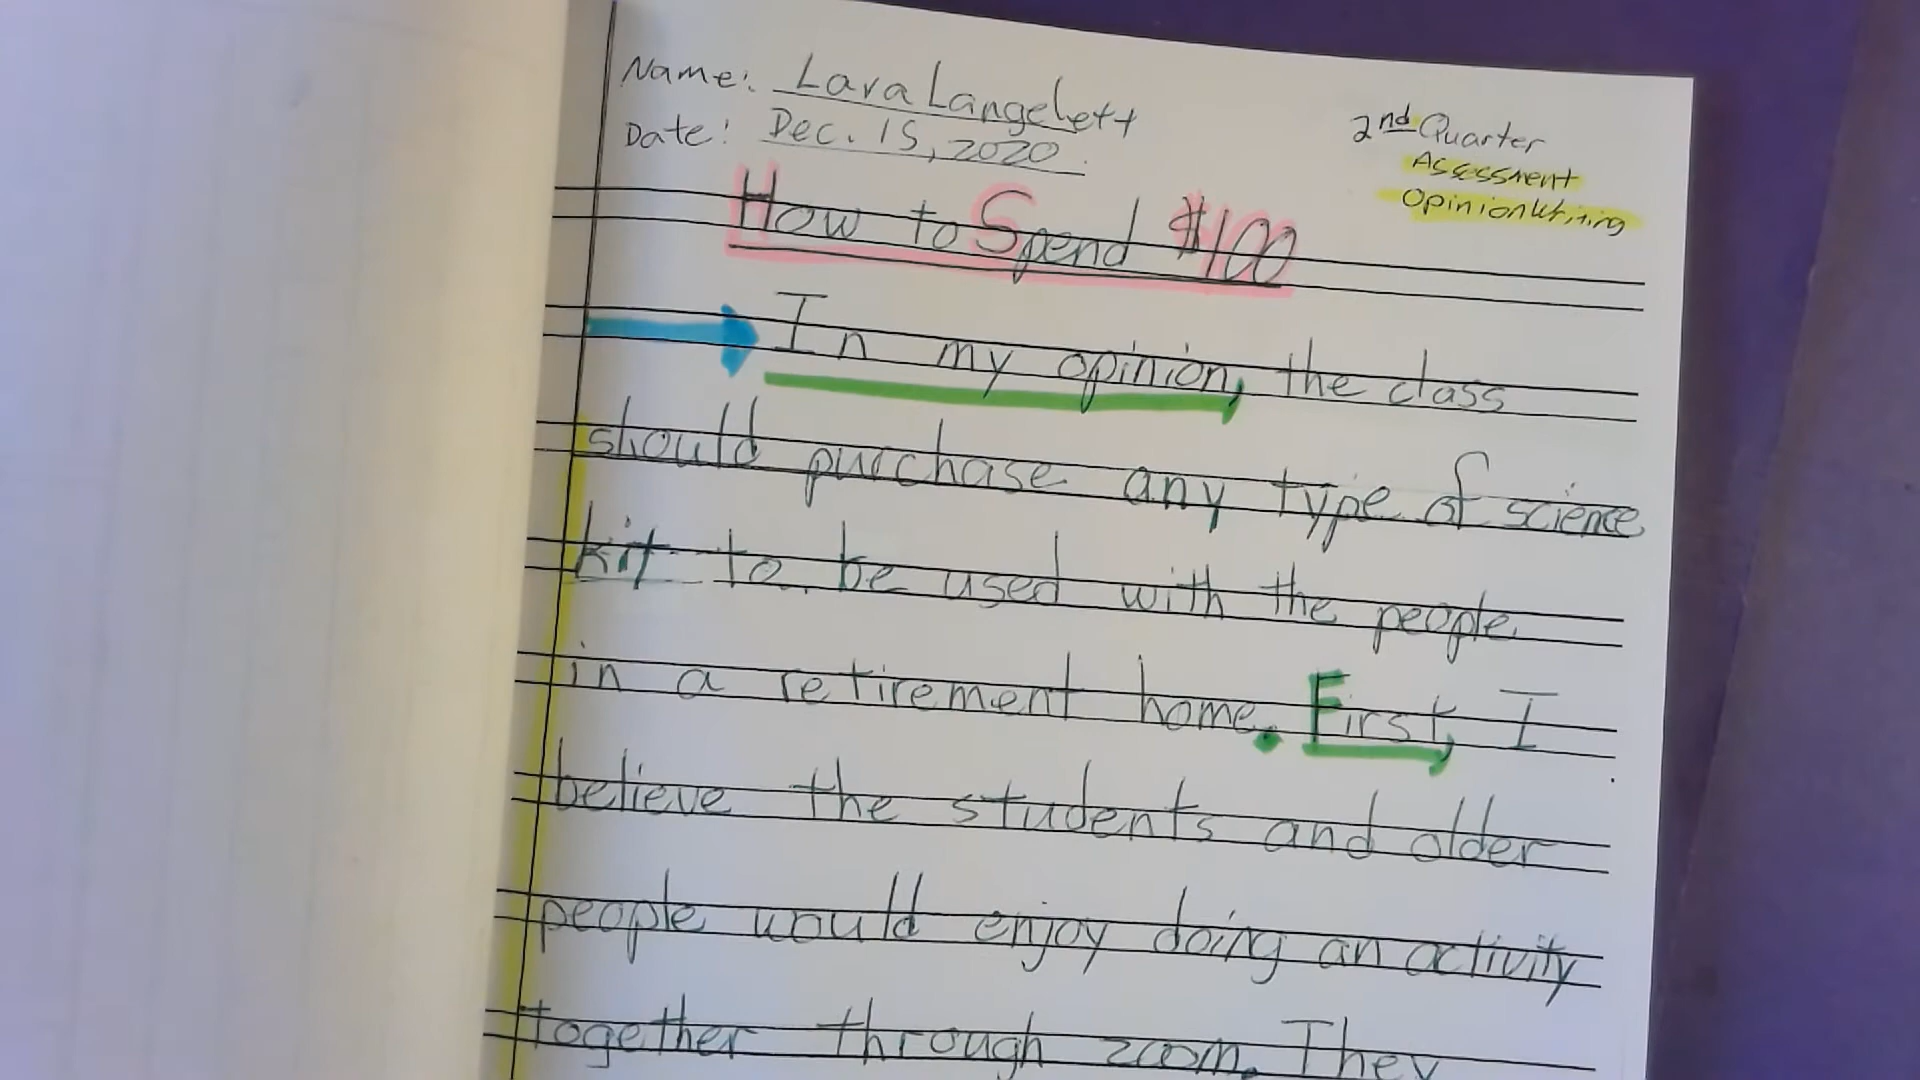 Name: Lara Langelett
Date: Dec. 15, 2020
2nd Quarter
Assessment
Opinion Writing
How to Spend $100
In my opinion, the class
should purchase any type of science
kit to be used with the people
in a retirement home. First, I
believe the students and older
people would enjoy doing an activity
together through zoom. They